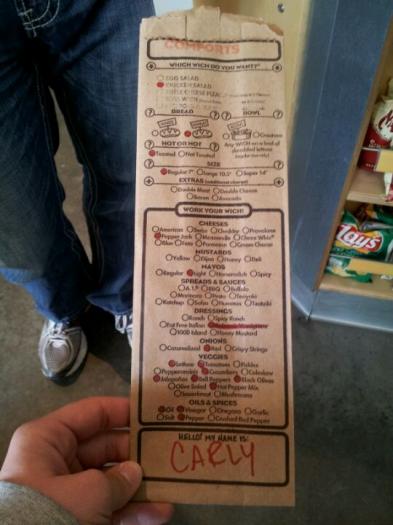 COMFORTS
WHICH WICH DO YOU WANT?
EGG SALAD
CHICKEN SALAD
BREAD
BOWL
HOT OR NOT
Toasted Not Toasted
SIZE
Regular 7" Large 10.5" Super 14"
EXTRAS
Double Meat Double Cheese
Bacon Avocado
WORK YOUR WICH!
CHEESES
American Swiss Cheddar Provolone
Pepper Jack Mozzarella Cheez Whiz
Blue Feta Parmesan
MUSTARDS
Yellow Dijon Honey Deli
MAYOS
Regular Light Horseradish Spicy
SPREADS & SAUCES
A.1. BBQ Buffalo
Marinara Pesto Teriyaki
Ketchup Salsa Hummus Tzatziki
DRESSINGS
Ranch Spicy Ranch
Fat Free Italian
1000 Island Honey Mustard
ONIONS
Caramelized Red Crispy Strings
VEGGIES
Lettuce Tomatoes Pickles
Pepperoncinis Cucumbers Coleslaw
Jalapeños Bell Peppers Black Olives
Olive Salad Hot Pepper Mix
Sauerkraut Mushrooms
OILS & SPICES
Oil Vinegar Oregano Garlic
Salt Pepper Crushed Red Pepper
HELLO! MY NAME IS:
CARLY
Lay's